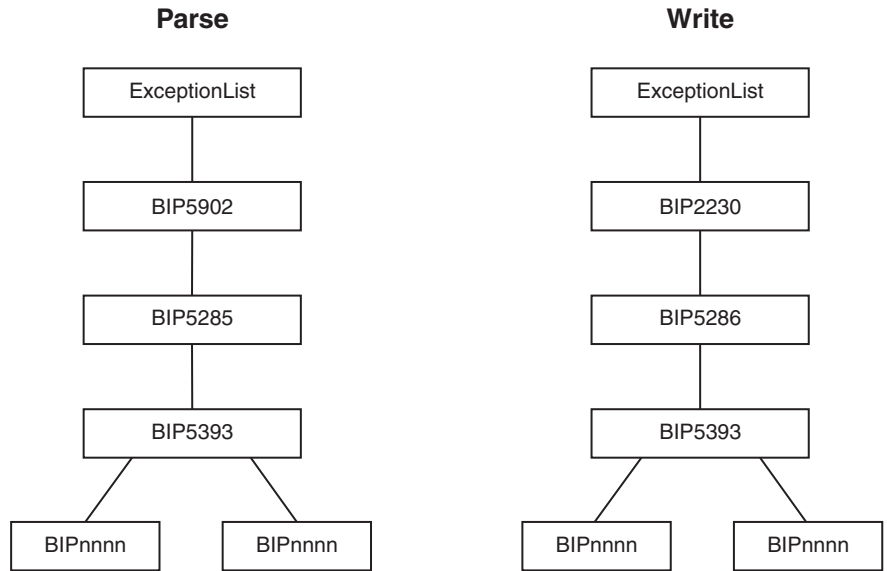 Parse
ExceptionList
BIP5902
BIP5285
BIP5393
BIPnnnn
BIPnnnn
Write
ExceptionList
BIP2230
BIP5286
BIP5393
BIPnnnn
BIPnnnn